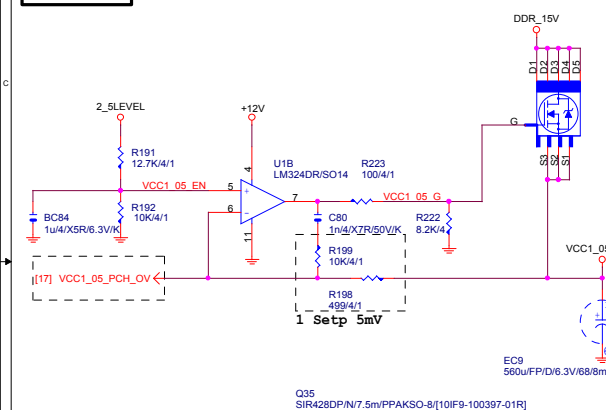 DDR_15V
D1
D2
D3
D4
D5
C
2_5LEVEL
+12V
G
R191
12.7K/4/1
U1B
LM324DR/SO14
R223
100/4/1
4
S3
S2
S1
VCC1_05_EN
5
+
7
VCC1_05_G
6
-
BC84
1u/4/X5R/6.3V/K
R192
10K/4/1
11
C80
1n/4/X7R/50V/K
R222
8.2K/4
R199
10K/4/1
VCC1_05
[17] VCC1_05_PCH_OV
R198
499/4/1
1 Setp 5mV
+
EC9
560u/FP/D/6.3V/68/8m
Q35
SIR428DP/N/7.5m/PPAKSO-8/[10IF9-100397-01R]